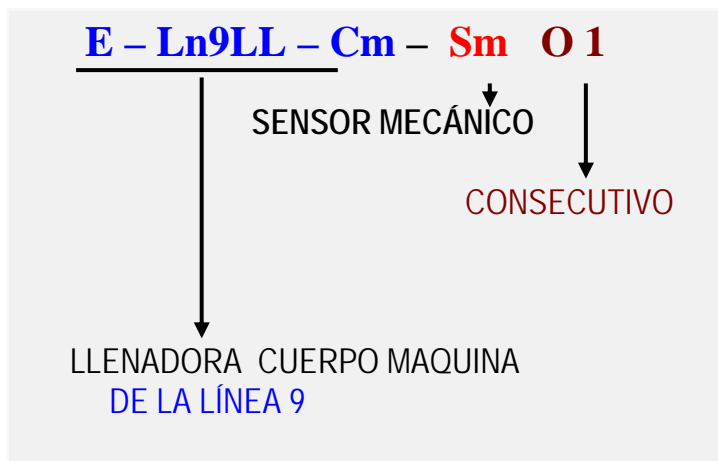 E – Ln9LL – Cm – Sm O 1
SENSOR MECÁNICO
CONSECUTIVO
LLENADORA CUERPO MAQUINA
DE LA LÍNEA 9